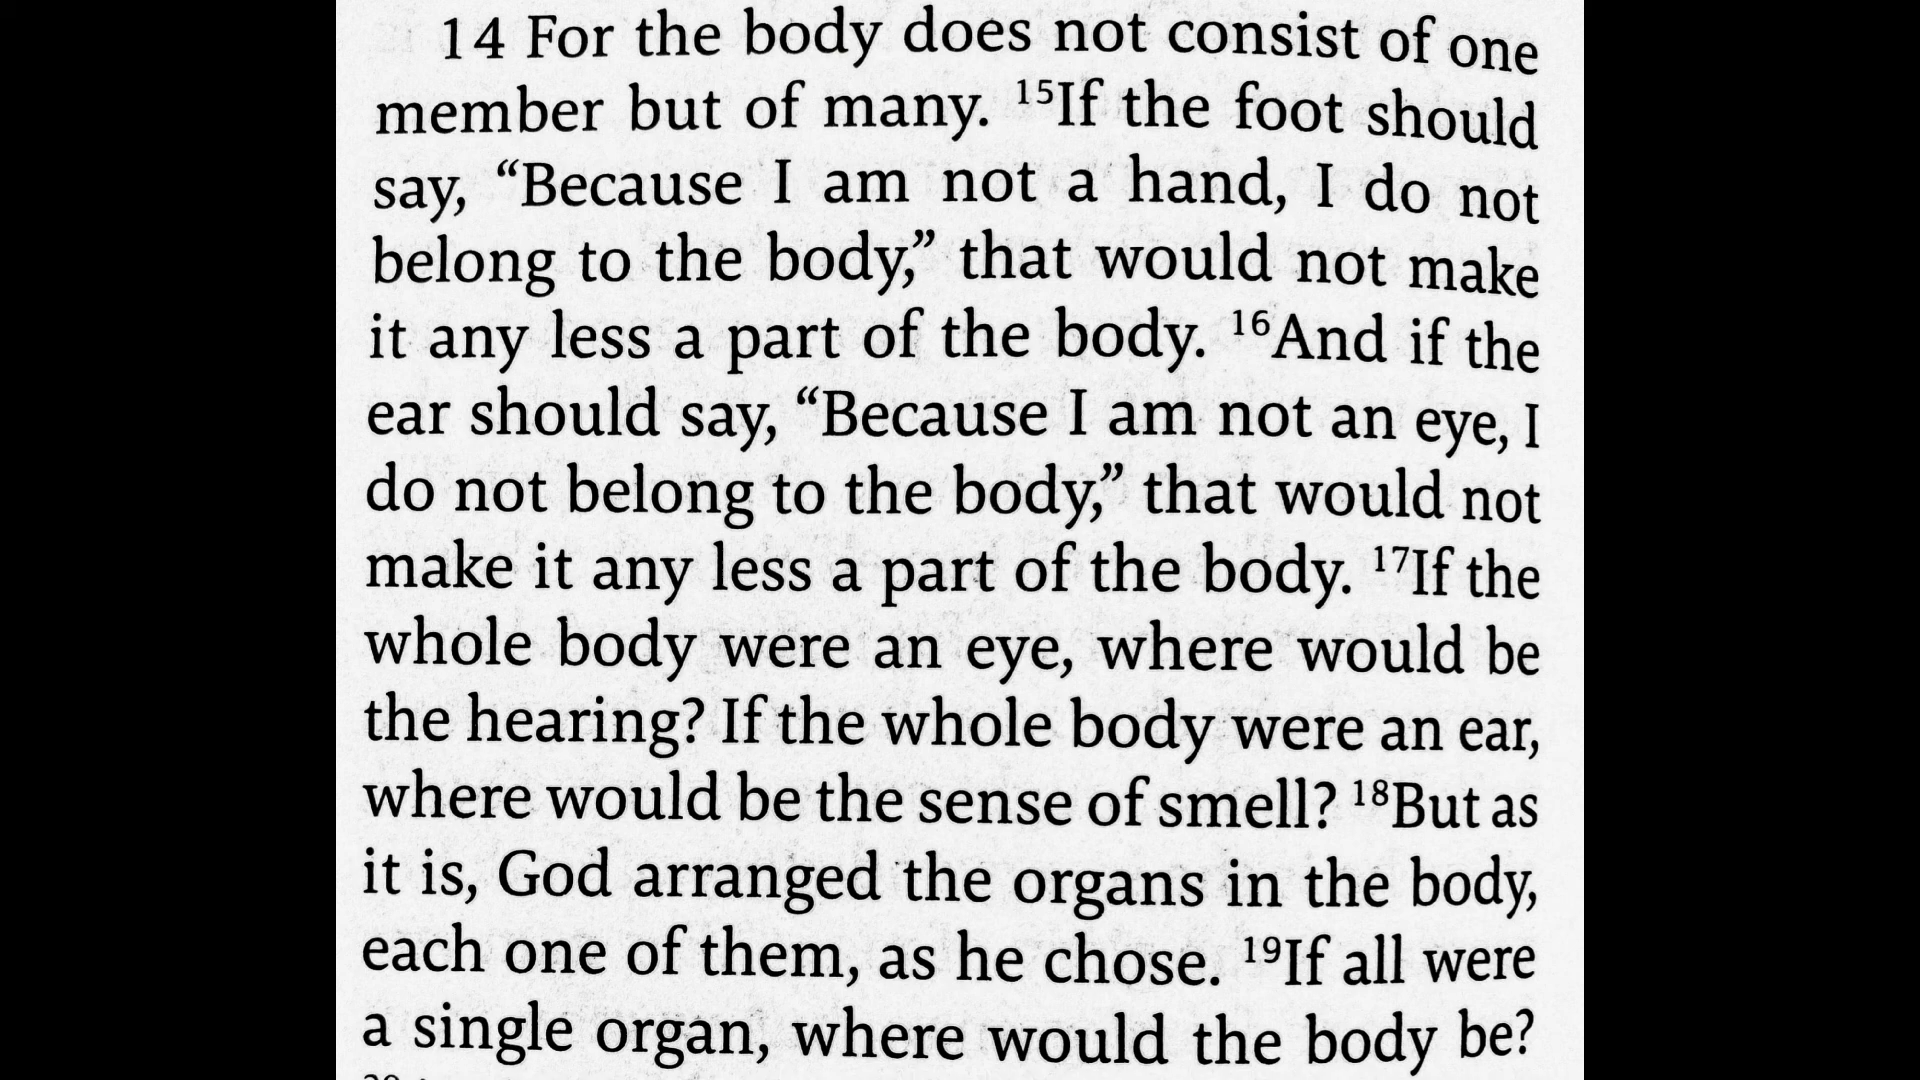 14 For the body does not consist of one
member but of many. 15If the foot should
say, “Because I am not a hand, I do not
belong to the body,” that would not make
it any less a part of the body. 16And if the
ear should say, “Because I am not an eye, I
do not belong to the body,” that would not
make it any less a part of the body. 17If the
whole body were an eye, where would be
the hearing? If the whole body were an ear,
where would be the sense of smell? 18But as
it is, God arranged the organs in the body,
each one of them, as he chose. 19If all were
a single organ, where would the body be?